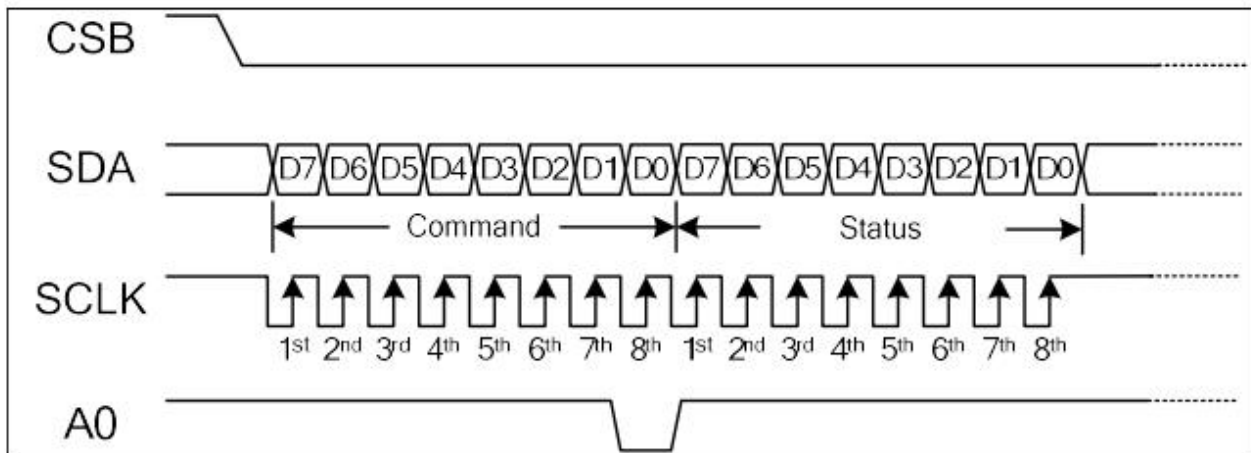 CSB
SDA D7 D6 D5 D4 D3 D2 D1 D0 D7 D6 D5 D4 D3 D2 D1 D0
Command Status
SCLK
1st 2nd 3rd 4th 5th 6th 7th 8th 1st 2nd 3rd 4th 5th 6th 7th 8th
A0